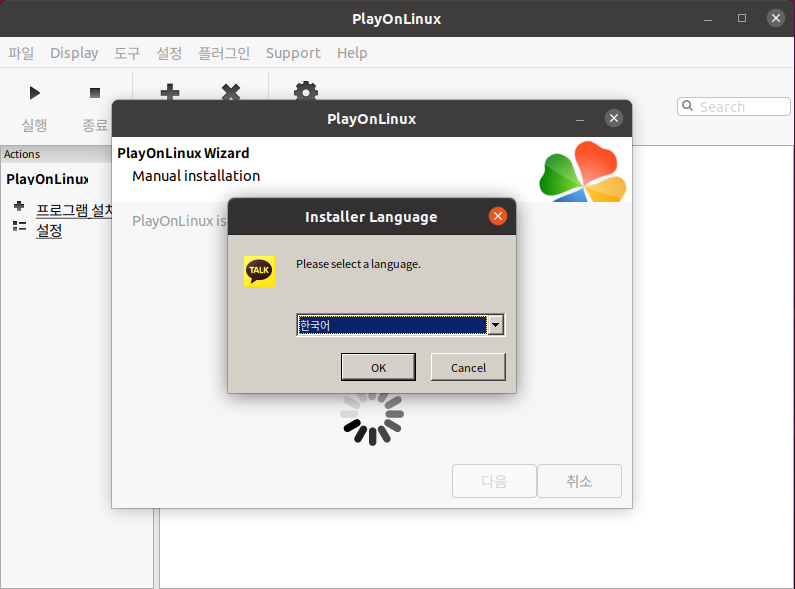 PlayOnLinux
파일 Display 도구 설정 플러그인 Support Help
실행 종료
Search
Actions
PlayOnLinux
프로그램 설치
설정
PlayOnLinux
PlayOnLinux Wizard
Manual installation
PlayOnLinux is
Installer Language
TALK
Please select a language.
한국어
OK Cancel
다음 취소